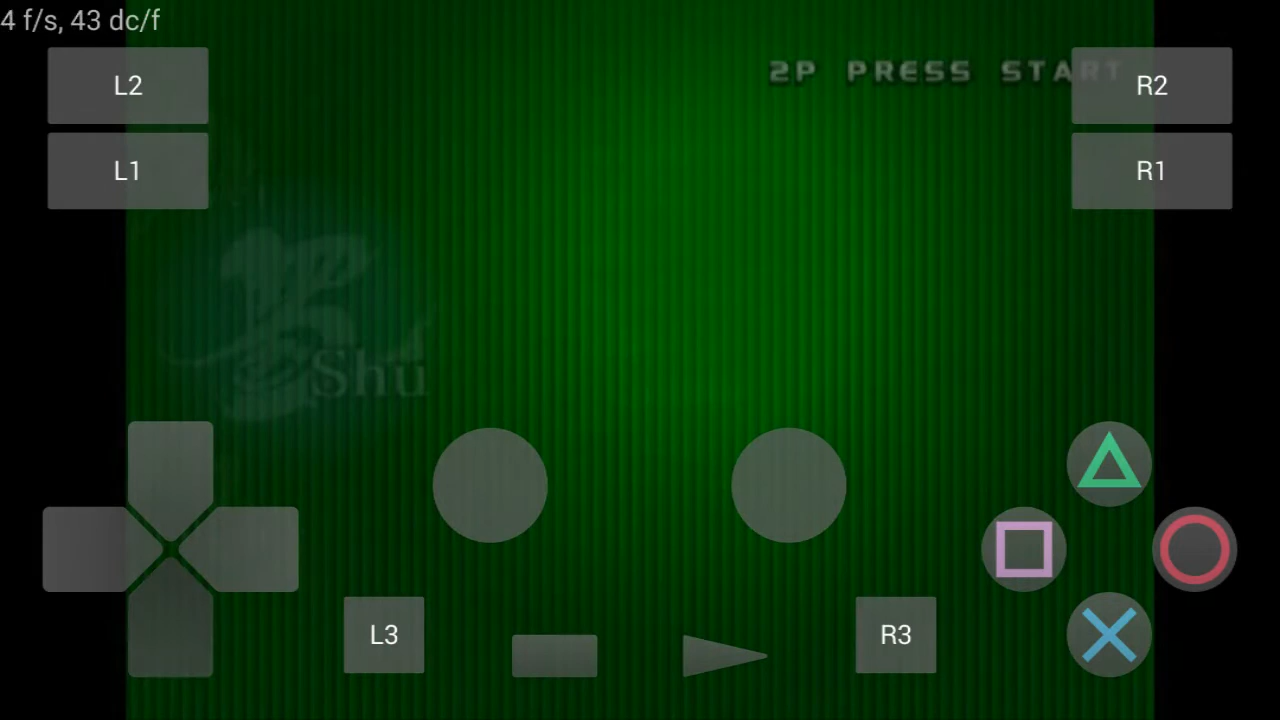 4 f/s, 43 dc/f
L2
2P PRESS START
R2
L1
R1
Shu
L3
R3